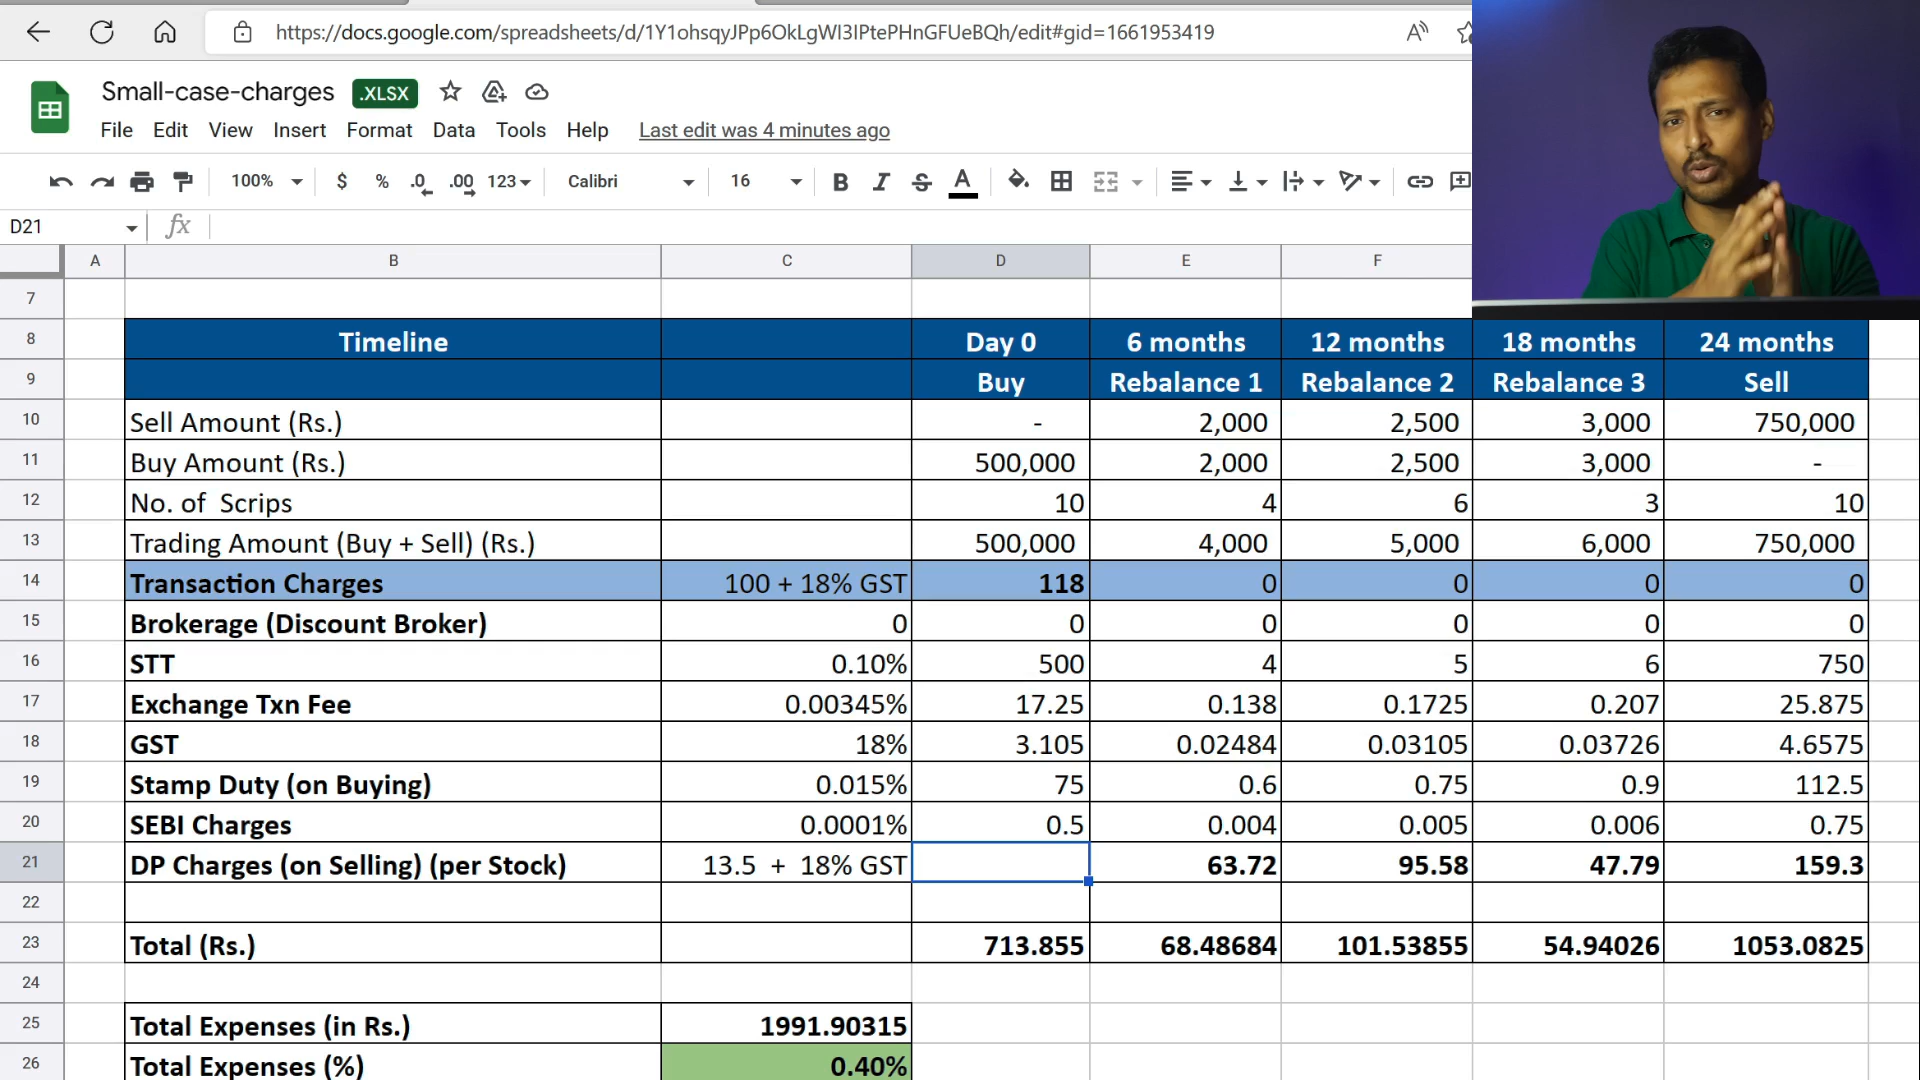 https://docs.google.com/spreadsheets/d/1Y1ohsqyJPp6OkLgWI3IPtePHnGFUeBQh/edit#gid=1661953419
Small-case-charges .XLSX
File Edit View Insert Format Data Tools Help Last edit was 4 minutes ago
100% $ % .0 .00 123 Calibri 16 B I S A
D21 fx
A B C D E F
7
8 Timeline Day 0 6 months 12 months 18 months 24 months
9 Buy Rebalance 1 Rebalance 2 Rebalance 3 Sell
10 Sell Amount (Rs.) - 2,000 2,500 3,000 750,000
11 Buy Amount (Rs.) 500,000 2,000 2,500 3,000 -
12 No. of Scrips 10 4 6 3 10
13 Trading Amount (Buy + Sell) (Rs.) 500,000 4,000 5,000 6,000 750,000
14 Transaction Charges 100 + 18% GST 118 0 0 0 0
15 Brokerage (Discount Broker) 0 0 0 0 0 0
16 STT 0.10% 500 4 5 6 750
17 Exchange Txn Fee 0.00345% 17.25 0.138 0.1725 0.207 25.875
18 GST 18% 3.105 0.02484 0.03105 0.03726 4.6575
19 Stamp Duty (on Buying) 0.015% 75 0.6 0.75 0.9 112.5
20 SEBI Charges 0.0001% 0.5 0.004 0.005 0.006 0.75
21 DP Charges (on Selling) (per Stock) 13.5 + 18% GST 63.72 95.58 47.79 159.3
22
23 Total (Rs.) 713.855 68.48684 101.53855 54.94026 1053.0825
24
25 Total Expenses (in Rs.) 1991.90315
26 Total Expenses (%) 0.40%